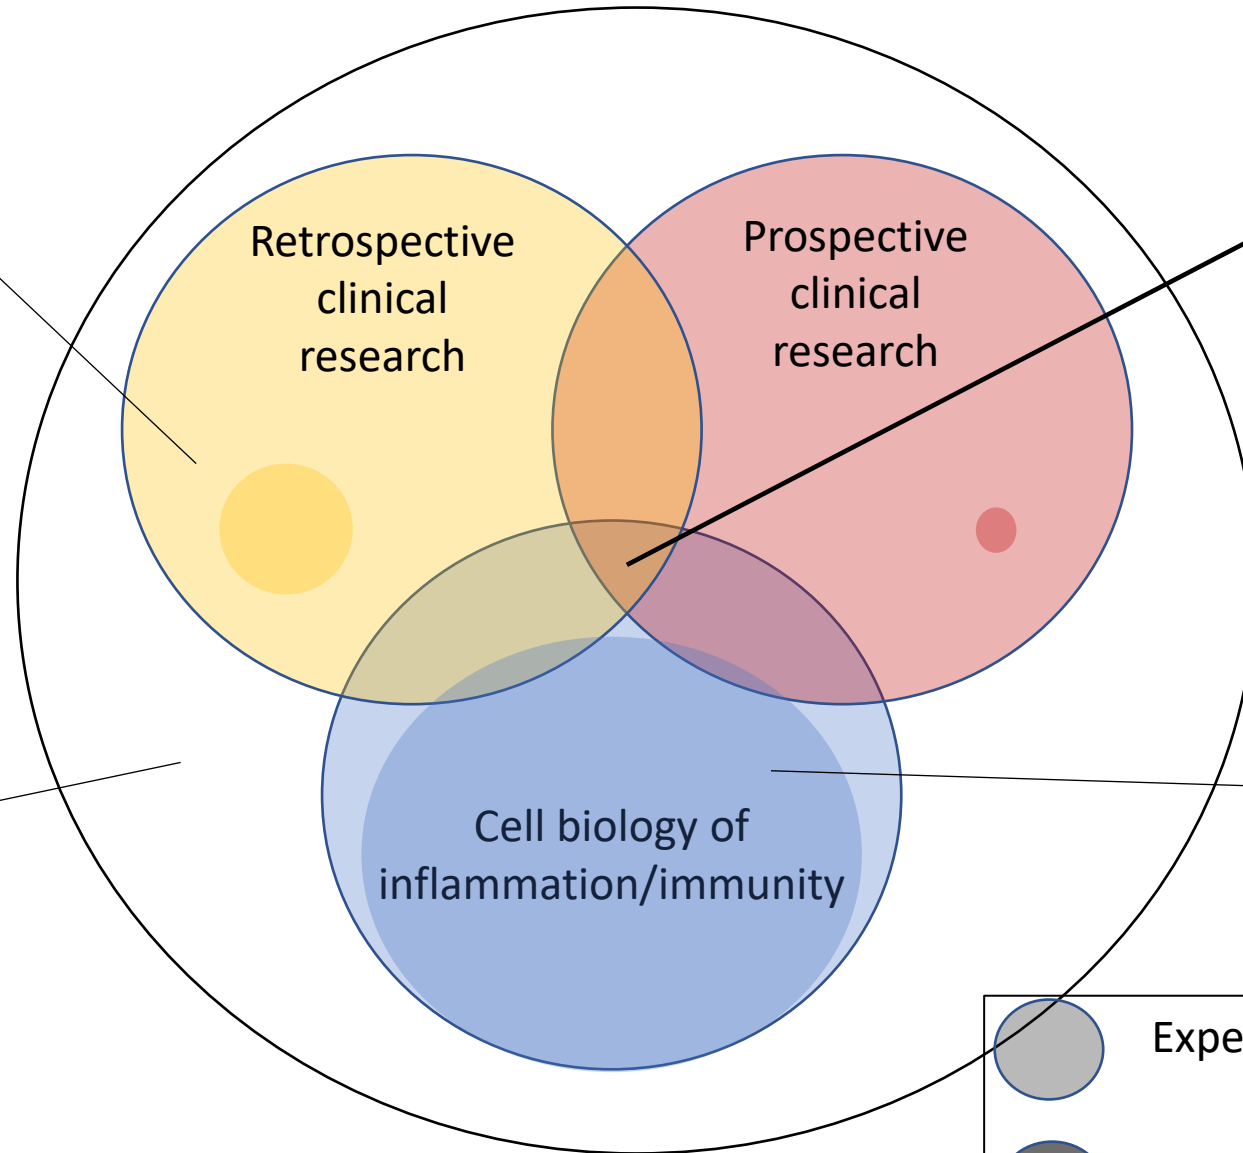 Retrospective
clinical
research
Prospective
clinical
research
Cell biology of
inflammation/immunity
Expe